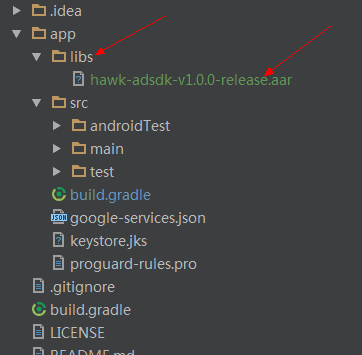 .idea
app
libs
hawk-adsdk-v1.0.0-release.aar
src
androidTest
main
test
build.gradle
JSON google-services.json
keystore.jks
proguard-rules.pro
.gitignore
build.gradle
LICENSE
README.md